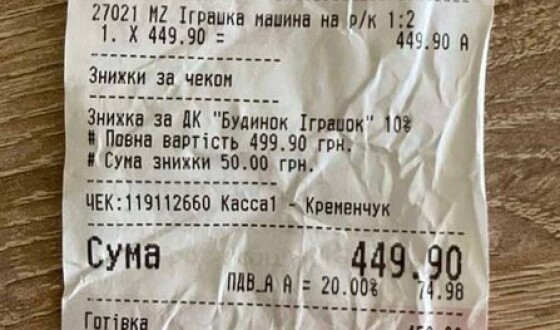 27021 MZ Іграшка машина на р/к 1:2
1. X 449.90 = 449.90 А
Знижки за чеком
Знижка за ДК "Будинок Іграшок" 10%
# Повна вартість 499.90 грн.
# Сума знижки 50.00 грн.
ЧЕК:119112660 Касса1 - Кременчук
Сума 449.90
ПДВ_А А = 20.00% 74.98
Готівка